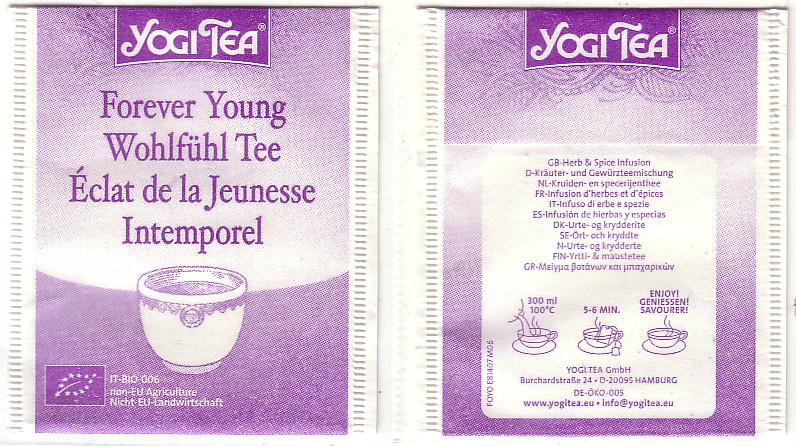 YOGI TEA®
Forever Young
Wohlfühl Tee
Éclat de la Jeunesse
Intemporel
IT-BIO-006
non-EU Agriculture
Nicht-EU-Landwirtschaft
YOGI TEA®
GB-Herb & Spice Infusion
D-Kräuter- und Gewürzteemischung
NL-Kruiden- en specerijenthee
FR-Infusion d'herbes et d'épices
IT-Infuso di erbe e spezie
ES-Infusión de hierbas y especias
DK-Urte- og krydderite
SE-Ört- och kryddte
N-Urte- og krydderte
FIN-Yrtti- & maustetee
GR-Μείγμα βοτάνων και μπαχαρικών
300 ml
100°C
5-6 MIN.
ENJOY!
GENIESSEN!
SAVOURER!
YOGI TEA GmbH
Burchardstraße 24 • D-20095 HAMBURG
DE-ÖKO-005
www.yogitea.eu • info@yogitea.eu
FOYO EB1407 M06